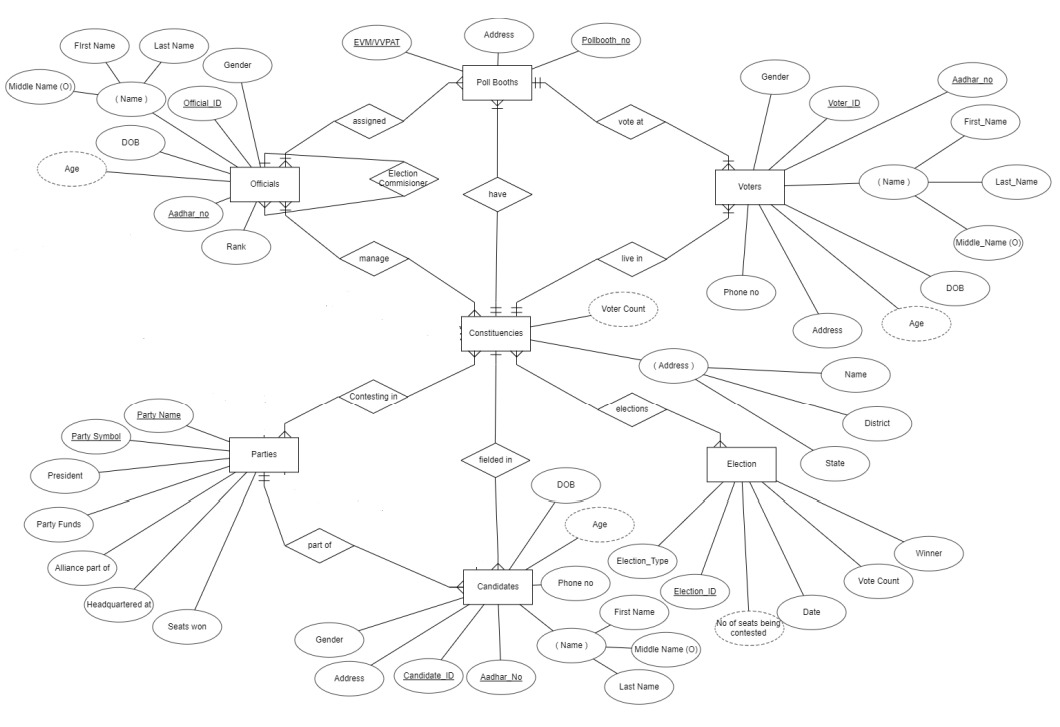 EVM/VVPAT
Address
Pollbooth_no
Poll Booths
FIrst Name
Last Name
Gender
Middle Name (O)
( Name )
Official_ID
DOB
Age
Officials
Aadhar_no
Rank
assigned
Election
Commisioner
manage
have
vote at
live in
Gender
Voter_ID
Aadhar_no
First_Name
( Name )
Last_Name
Middle_Name (O)
Voters
DOB
Age
Address
Phone no
Constituencies
Voter Count
( Address )
Name
District
State
Contesting in
fielded in
elections
Party Name
Party Symbol
President
Parties
Party Funds
Alliance part of
Headquartered at
Seats won
part of
Election
Election_Type
Election_ID
No of seats being
contested
Date
Vote Count
Winner
DOB
Age
Phone no
Candidates
First Name
( Name )
Middle Name (O)
Last Name
Gender
Address
Candidate_ID
Aadhar_No